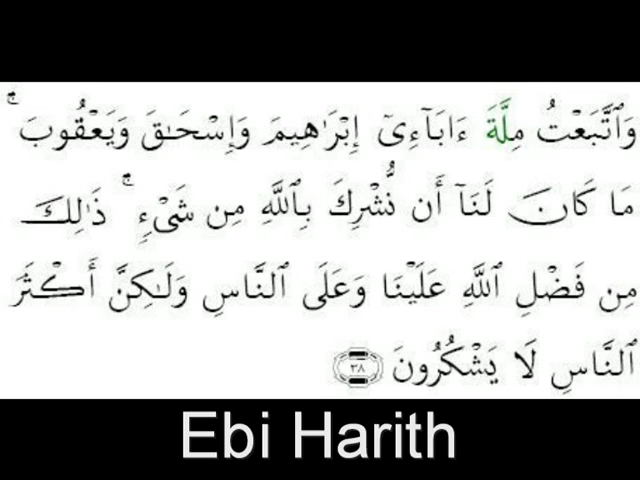 وَٱتَّبَعْتُ مِلَّةَ ءَابَآءِىٓ إِبْرَٰهِيمَ وَإِسْحَـٰقَ وَيَعْقُوبَ ۚ
مَا كَانَ لَنَآ أَن نُّشْرِكَ بِٱللَّهِ مِن شَىْءٍۢ ۚ ذَٰلِكَ
مِن فَضْلِ ٱللَّهِ عَلَيْنَا وَعَلَى ٱلنَّاسِ وَلَـٰكِنَّ أَكْثَرَ
ٱلنَّاسِ لَا يَشْكُرُونَ ٣٨
Ebi Harith